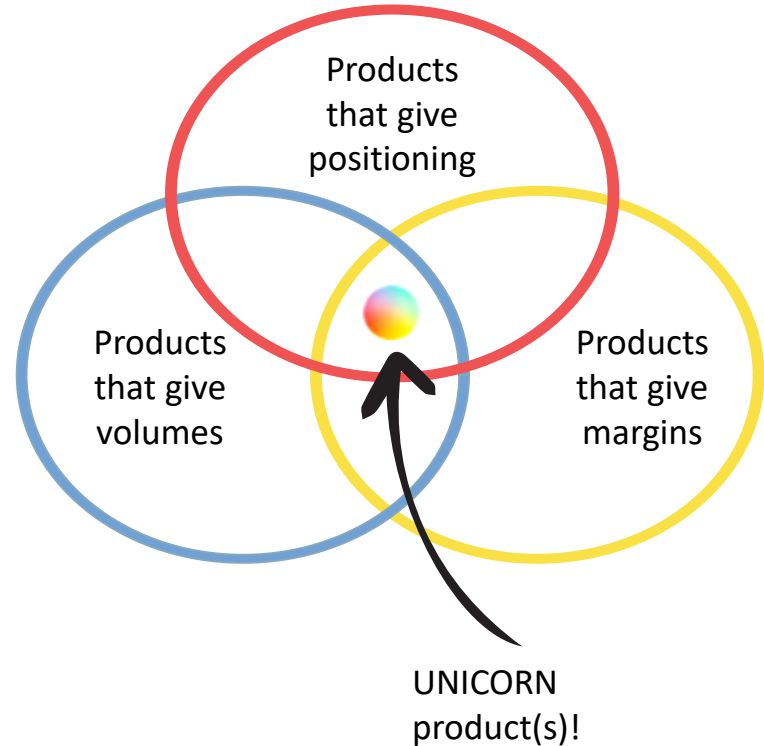 Products
that give
positioning
Products
that give
volumes
Products
that give
margins
UNICORN
product(s)!